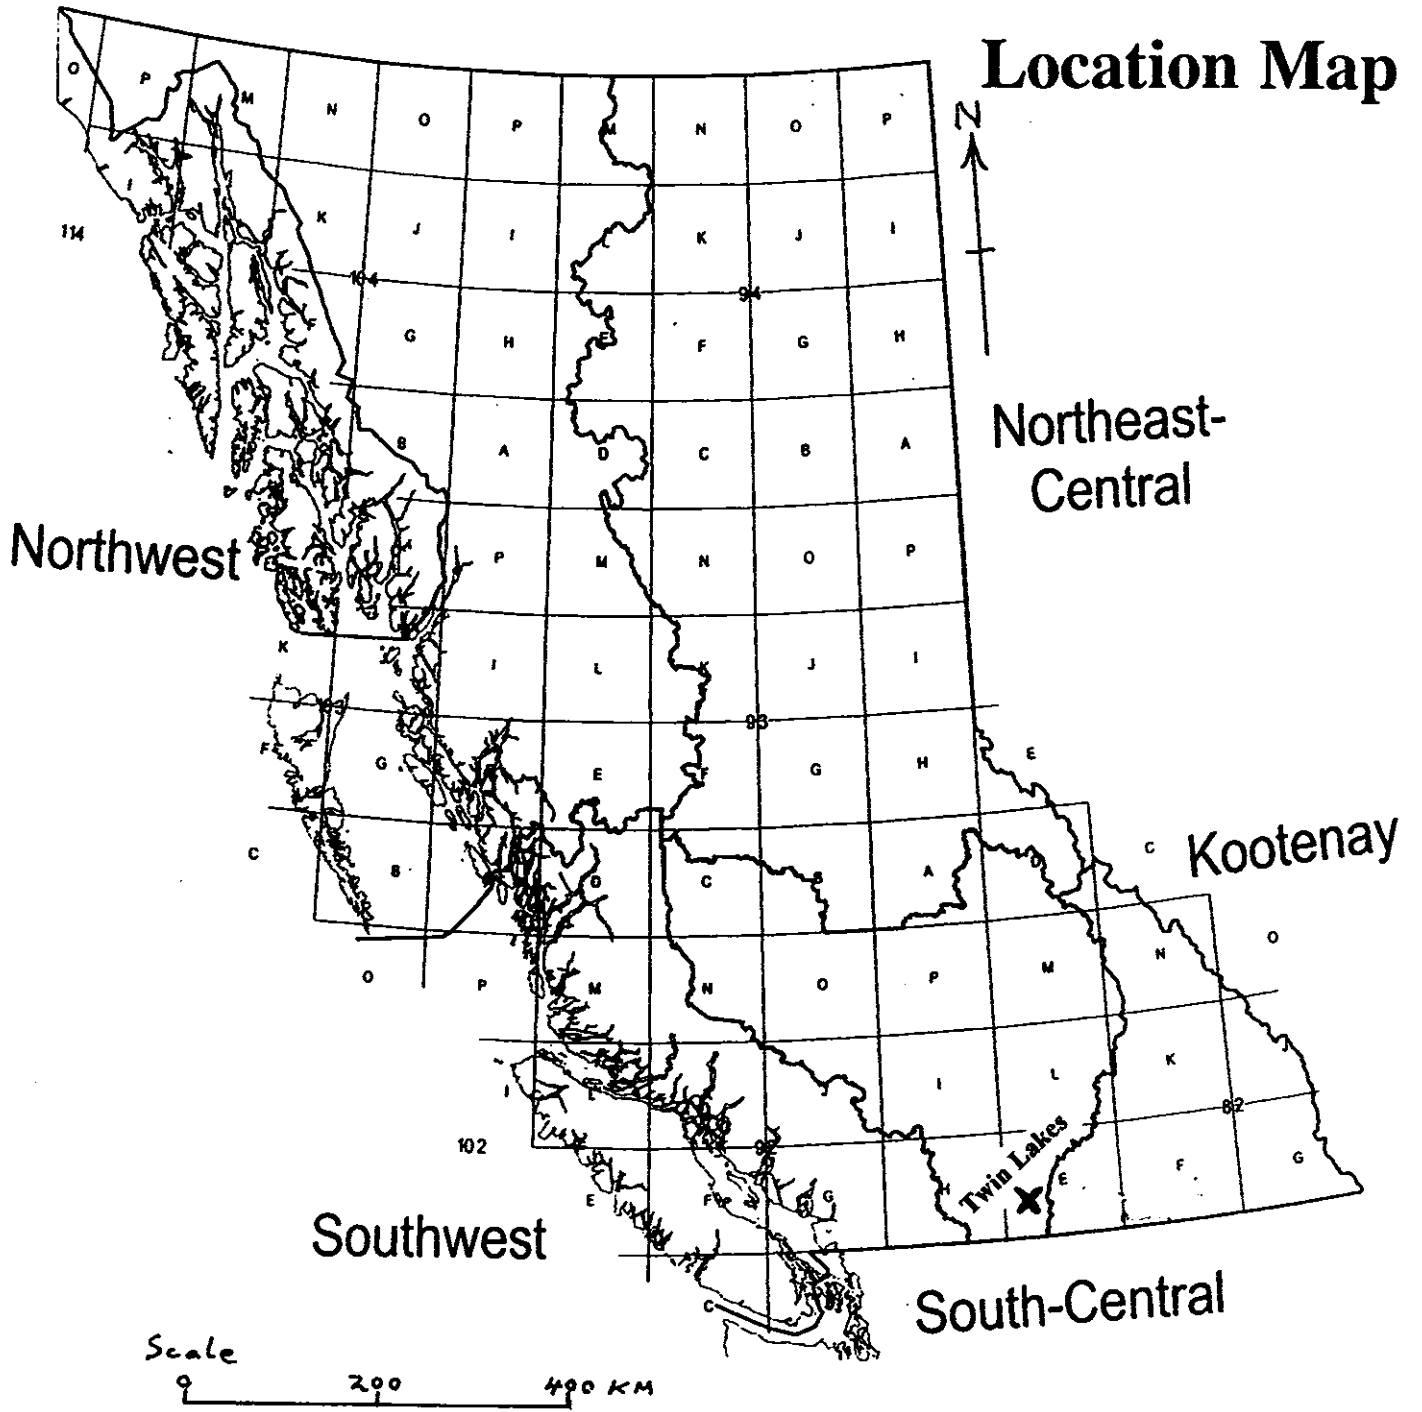 Location Map
O P M N O P M N O P
N
I K J I K J I
114
104 94
G H E F G H
Northeast-
Central
B A D C B A
Northwest
P M N O P
K I L K J I
103 93
F G E F G H E
Kootenay
C B D C B A D C
O P M N O P M N O
I L I L K J
82
102 92
Twin Lakes
E F G H E F G
Southwest
C
South-Central
Scale
0 200 400 KM